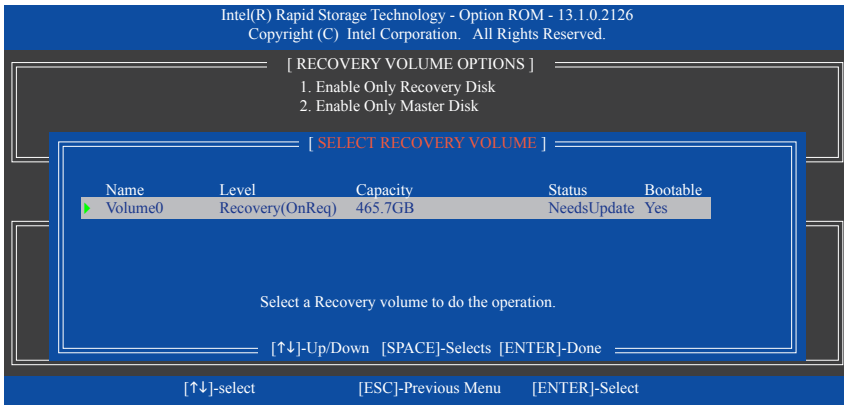 Intel(R) Rapid Storage Technology - Option ROM - 13.1.0.2126
Copyright (C) Intel Corporation. All Rights Reserved.
[ RECOVERY VOLUME OPTIONS ]
1. Enable Only Recovery Disk
2. Enable Only Master Disk
[ SELECT RECOVERY VOLUME ]
Name Level Capacity Status Bootable
Volume0 Recovery(OnReq) 465.7GB NeedsUpdate Yes
Select a Recovery volume to do the operation.
[↑↓]-Up/Down [SPACE]-Selects [ENTER]-Done
[↑↓]-select [ESC]-Previous Menu [ENTER]-Select